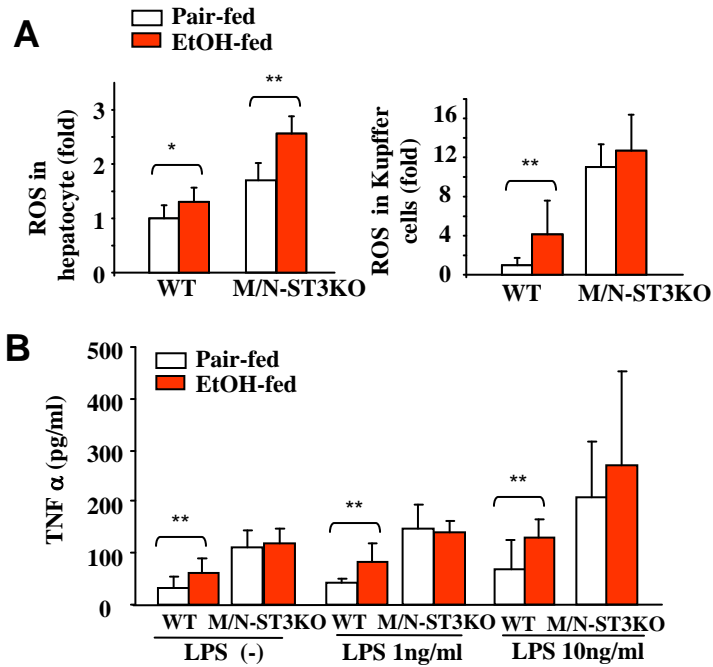 A
Pair-fed
EtOH-fed
ROS in
hepatocyte (fold)
3
2
1
0
*
**
WT
M/N-ST3KO
ROS in Kupffer
cells (fold)
16
12
8
4
0
**
WT
M/N-ST3KO
B
Pair-fed
EtOH-fed
TNF α (pg/ml)
500
400
300
200
100
0
**
**
**
WT M/N-ST3KO WT M/N-ST3KO WT M/N-ST3KO
LPS (-) LPS 1ng/ml LPS 10ng/ml